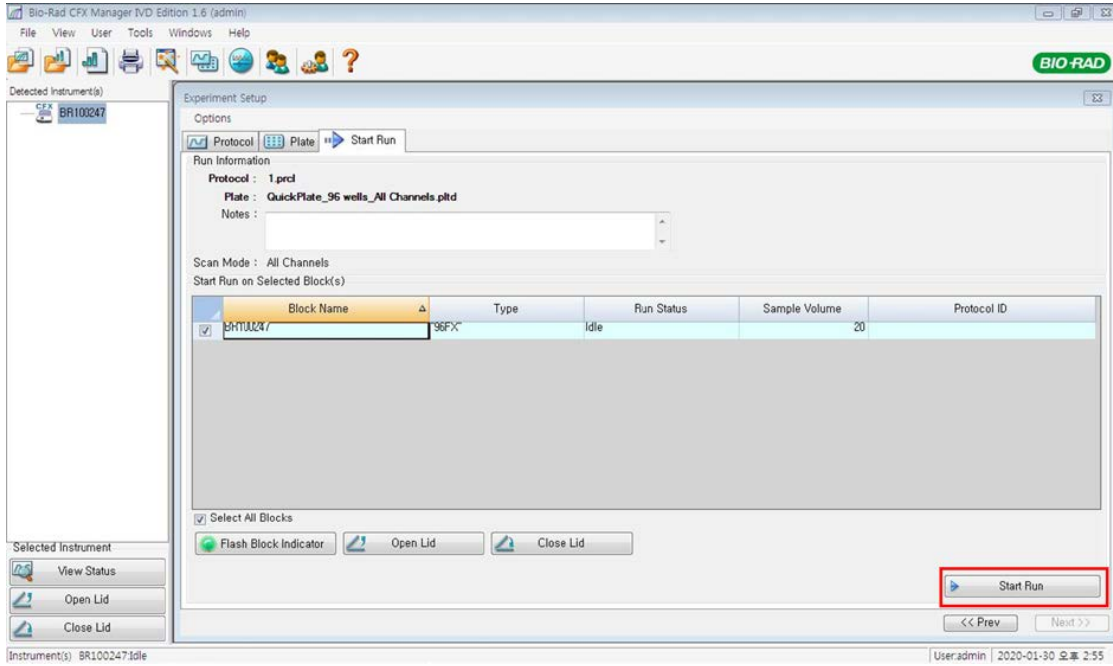 Bio-Rad CFX Manager IVD Edition 1.6 (admin)
File View User Tools Windows Help
BIO-RAD
Detected Instrument(s)
CFX BR100247
Experiment Setup
Options
Protocol Plate Start Run
Run Information
Protocol : 1.prcl
Plate : QuickPlate_96 wells_All Channels.pltd
Notes :
Scan Mode : All Channels
Start Run on Selected Block(s)
Block Name Type Run Status Sample Volume Protocol ID
BR100247 "96FX" Idle 20
Select All Blocks
Flash Block Indicator Open Lid Close Lid
Selected Instrument
View Status
Open Lid
Close Lid
Start Run
<< Prev Next >>
Instrument(s) BR100247:Idle
User:admin 2020-01-30 오후 2:55